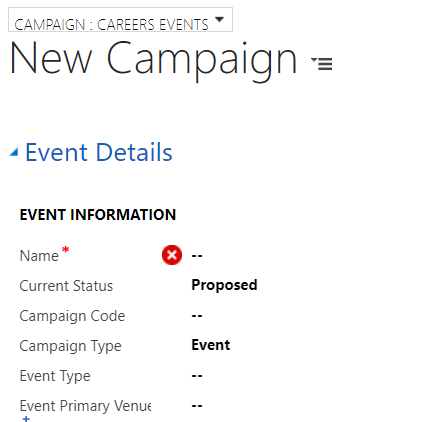 CAMPAIGN : CAREERS EVENTS
New Campaign
Event Details
EVENT INFORMATION
Name * --
Current Status Proposed
Campaign Code --
Campaign Type Event
Event Type --
Event Primary Venue --
+